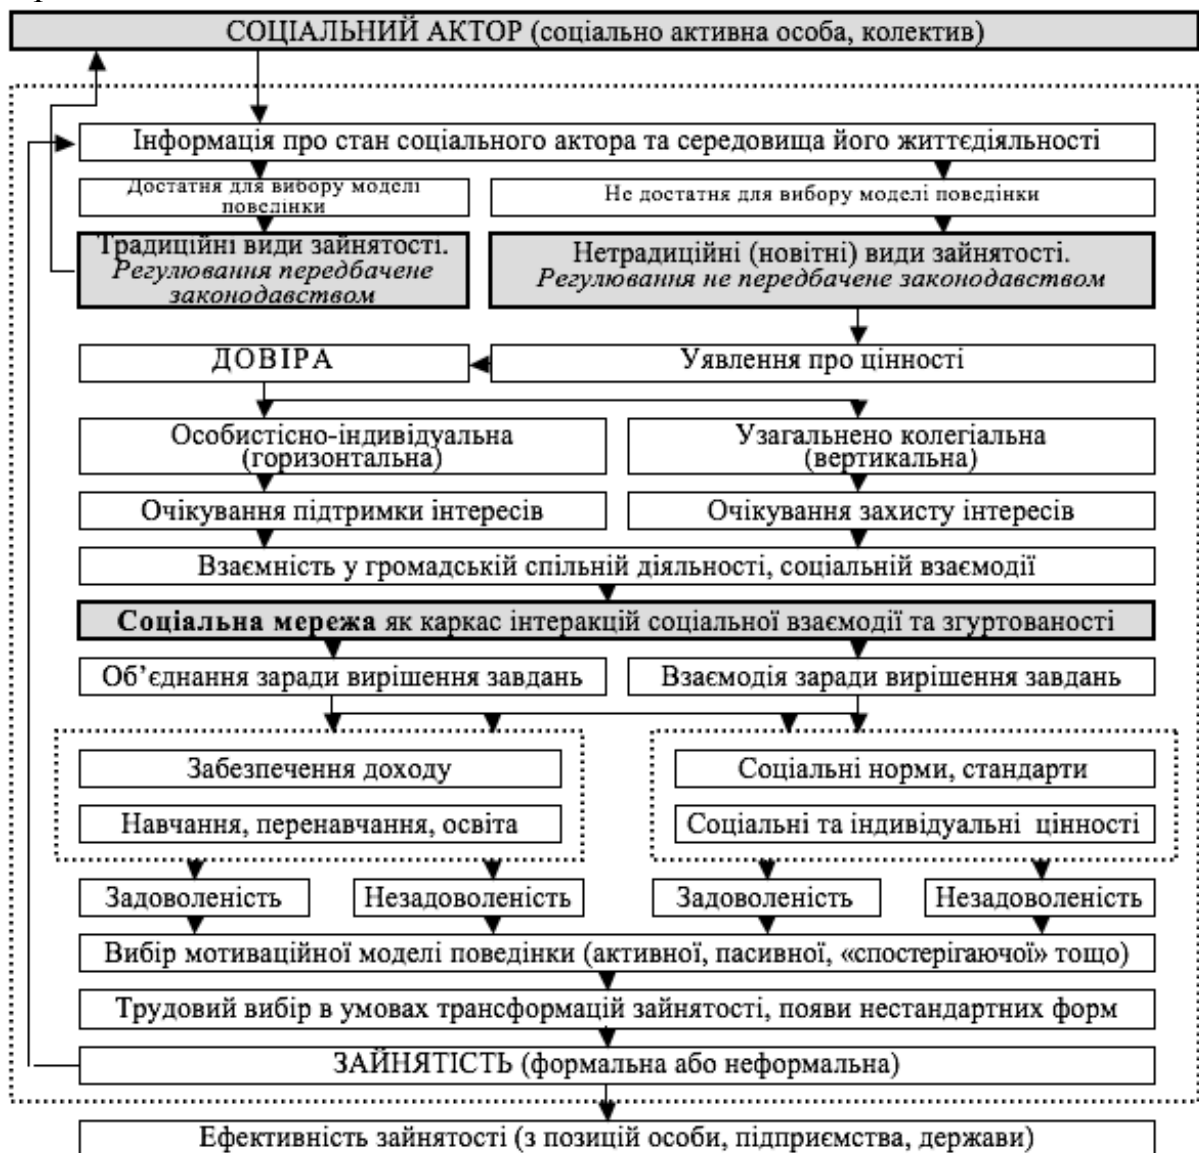 СОЦІАЛЬНИЙ АКТОР (соціально активна особа, колектив)
Інформація про стан соціального актора та середовища його життєдіяльності
Достатня для вибору моделі
поведінки
Не достатня для вибору моделі поведінки
Традиційні види зайнятості.
Регулювання передбачене
законодавством
Нетрадиційні (новітні) види зайнятості.
Регулювання не передбачене законодавством
ДОВІРА
Уявлення про цінності
Особистісно-індивідуальна
(горизонтальна)
Узагальнено колегіальна
(вертикальна)
Очікування підтримки інтересів
Очікування захисту інтересів
Взаємність у громадській спільній діяльності, соціальній взаємодії
Соціальна мережа як каркас інтеракцій соціальної взаємодії та згуртованості
Об’єднання заради вирішення завдань
Взаємодія заради вирішення завдань
Забезпечення доходу
Навчання, перенавчання, освіта
Соціальні норми, стандарти
Соціальні та індивідуальні цінності
Задоволеність
Незадоволеність
Задоволеність
Незадоволеність
Вибір мотиваційної моделі поведінки (активної, пасивної, «спостерігаючої» тощо)
Трудовий вибір в умовах трансформацій зайнятості, появи нестандартних форм
ЗАЙНЯТІСТЬ (формальна або неформальна)
Ефективність зайнятості (з позицій особи, підприємства, держави)